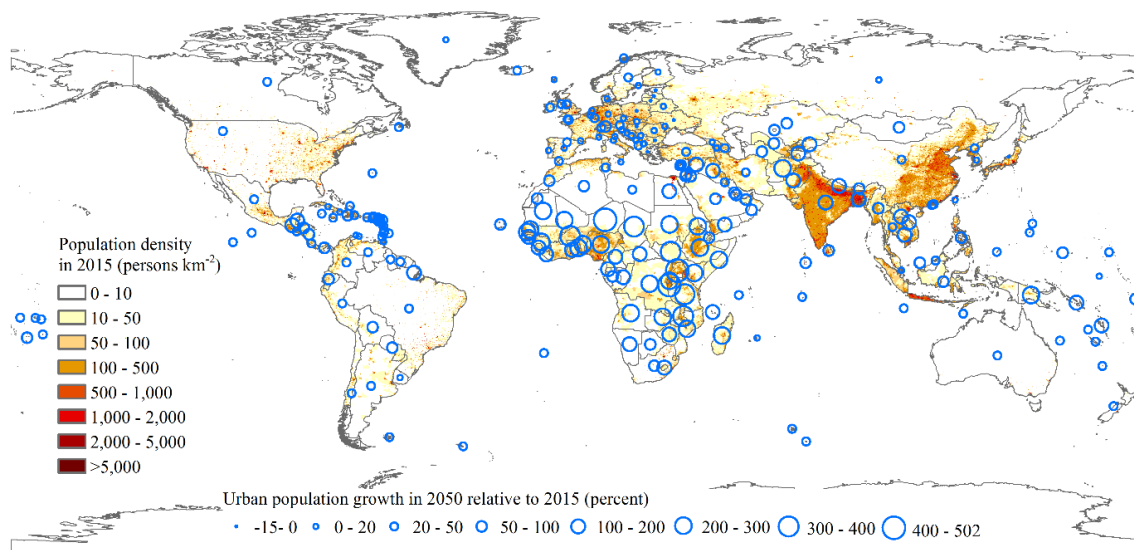 Population density
in 2015 (persons km⁻²)
0 - 10
10 - 50
50 - 100
100 - 500
500 - 1,000
1,000 - 2,000
2,000 - 5,000
>5,000
Urban population growth in 2050 relative to 2015 (percent)
-15- 0 0 - 20 20 - 50 50 - 100 100 - 200 200 - 300 300 - 400 400 - 502